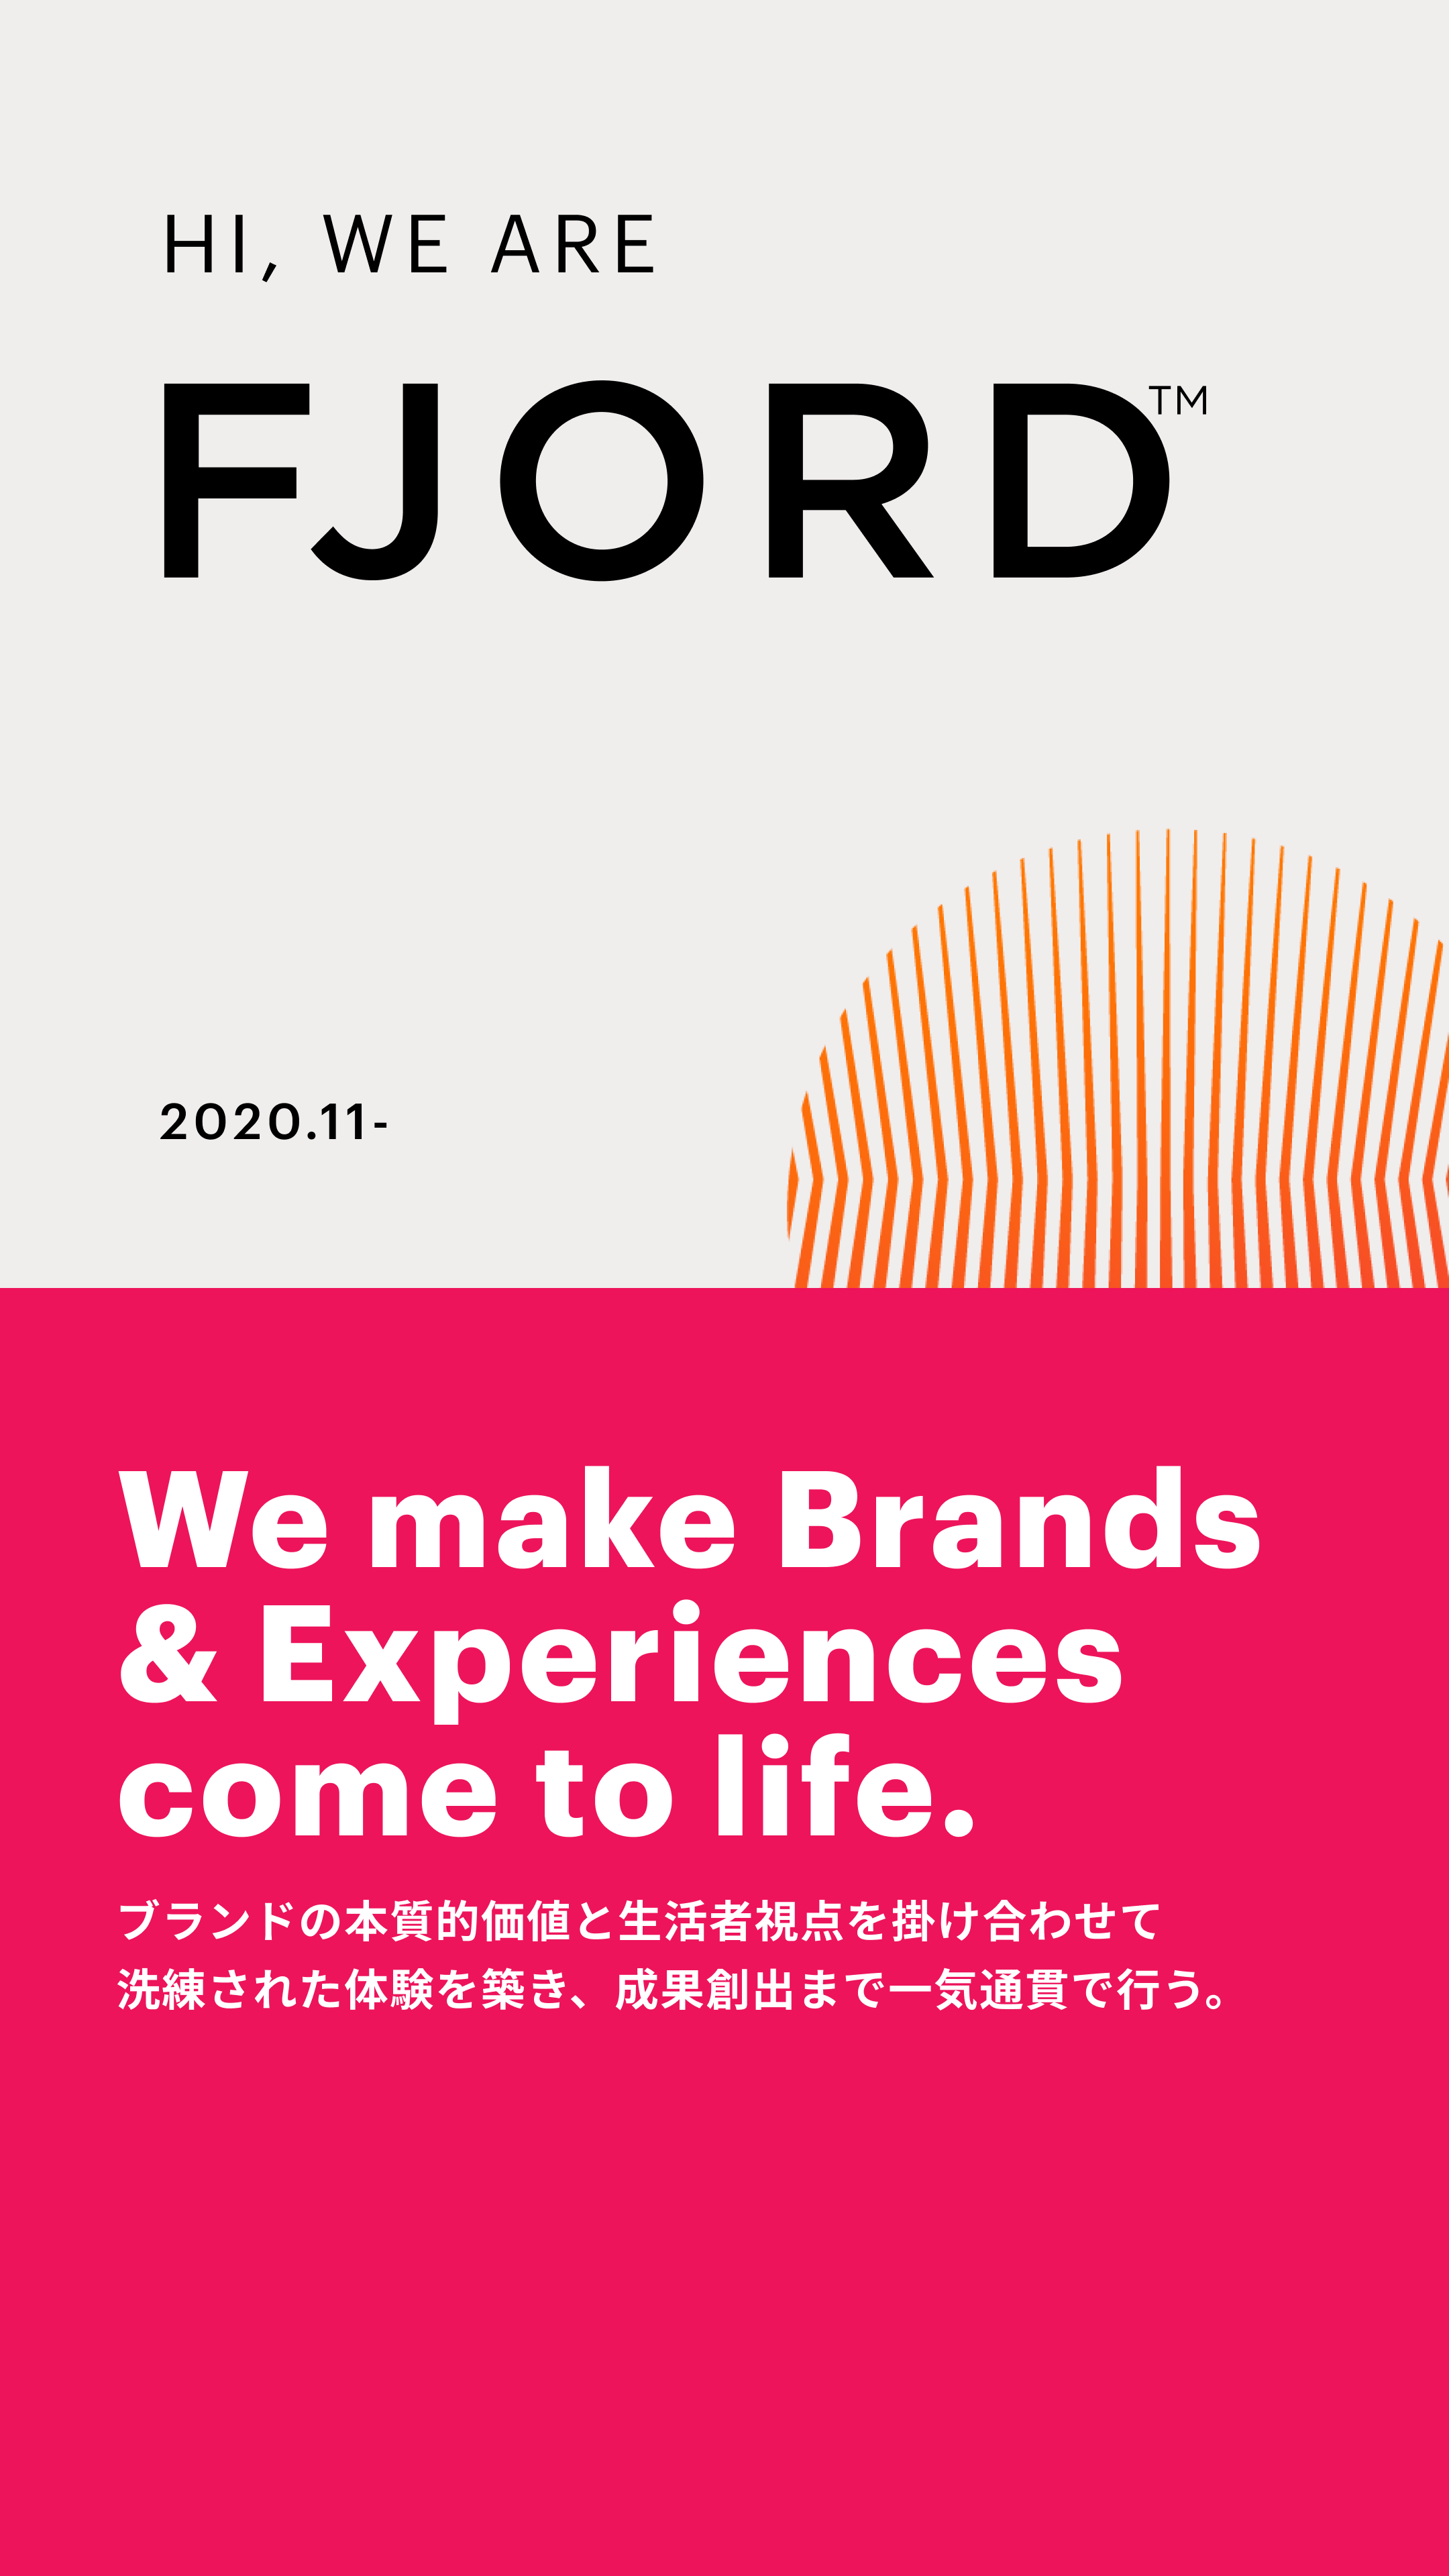 HI, WE ARE
FJORD™
2020.11-
We make Brands
& Experiences
come to life.
ブランドの本質的価値と生活者視点を掛け合わせて
洗練された体験を築き、成果創出まで一気通貫で行う。